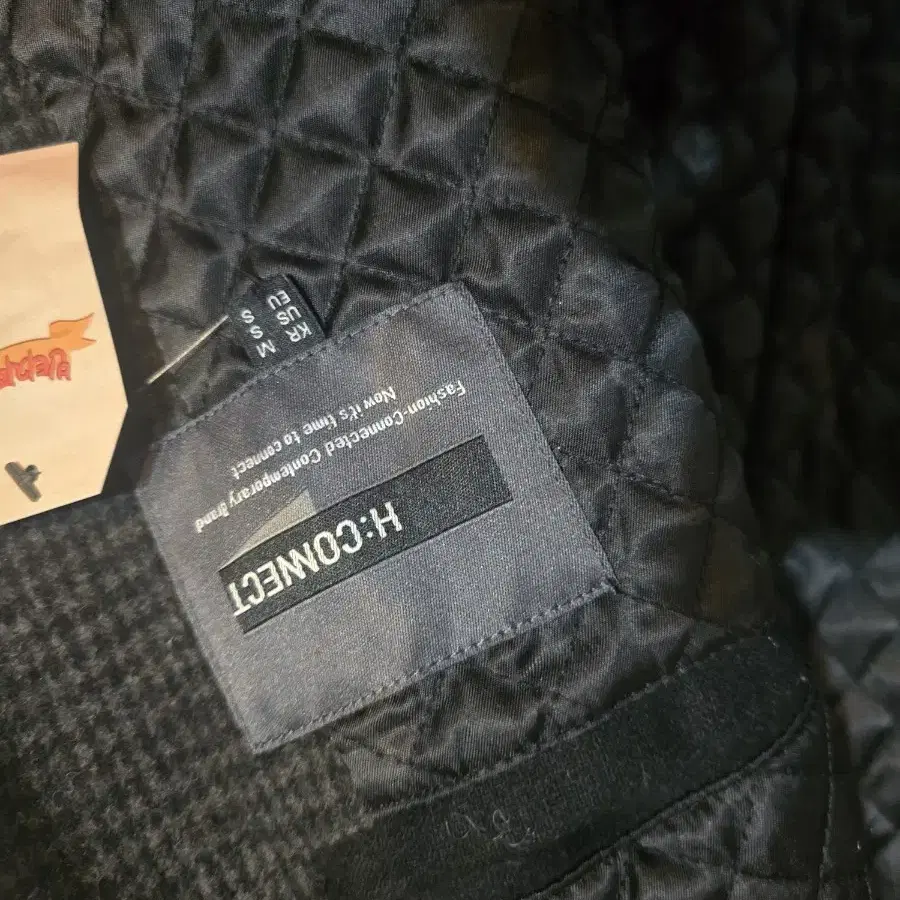 KR M
US S
EU S
Fashion-Connected Contemporary Brand
Now it's time to connect
H:CONNECT